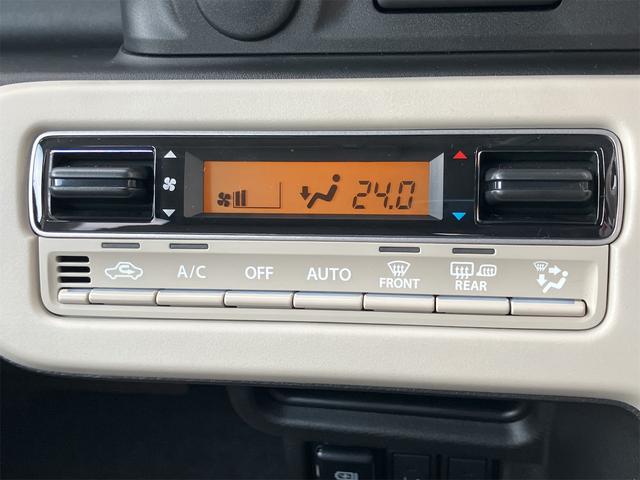 24.0
A/C OFF AUTO FRONT REAR